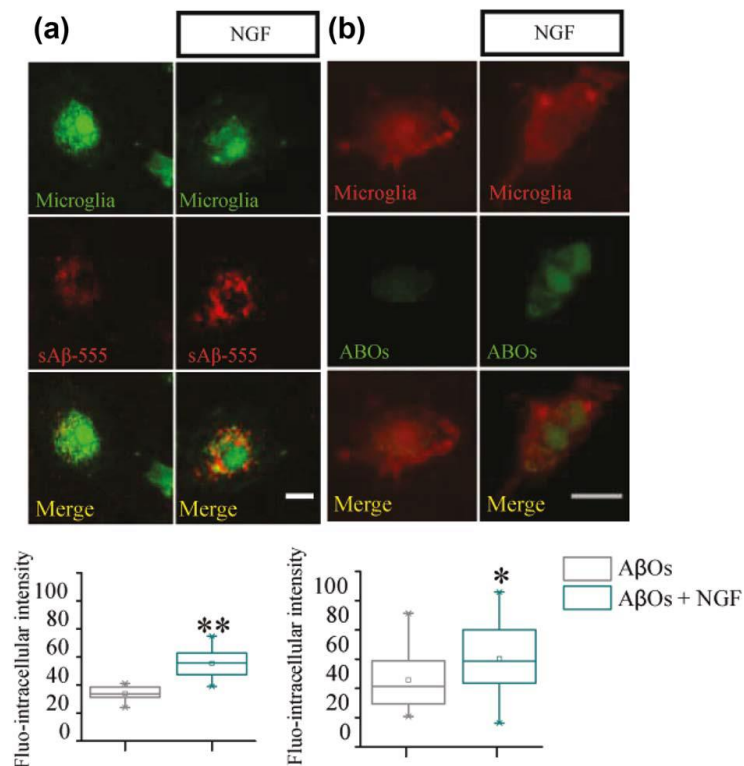 (a)
NGF
(b)
NGF
Microglia
Microglia
Microglia
Microglia
sAβ-555
sAβ-555
ABOs
ABOs
Merge
Merge
Merge
Merge
Fluo-intracellular intensity
100
80
60
40
20
0
**
Fluo-intracellular intensity
100
80
60
40
20
0
*
AβOs
AβOs + NGF